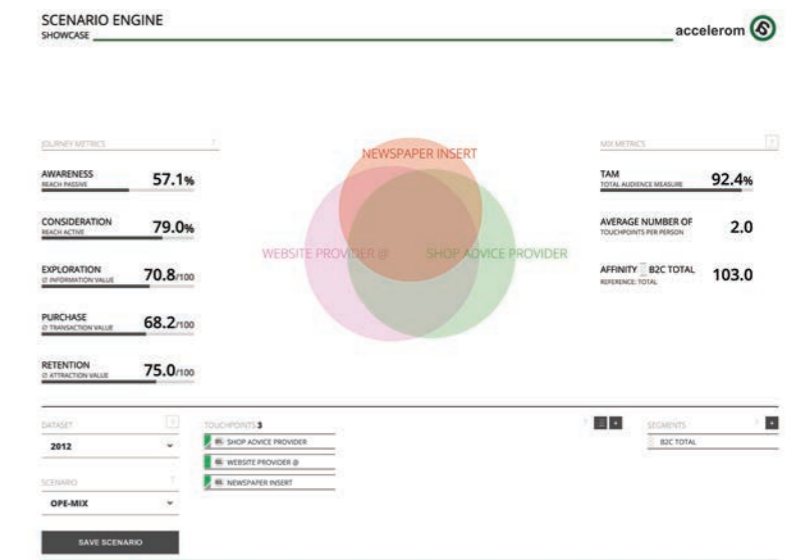 SCENARIO ENGINE
SHOWCASE
accelerom
JOURNEY METRICS ?
AWARENESS
REACH PASSIVE
57.1%
CONSIDERATION
REACH ACTIVE
79.0%
EXPLORATION
Ø INFORMATION VALUE
70.8/100
PURCHASE
Ø TRANSACTION VALUE
68.2/100
RETENTION
Ø ATTRACTION VALUE
75.0/100
NEWSPAPER INSERT
WEBSITE PROVIDER @
SHOP ADVICE PROVIDER
MIX METRICS ?
TAM
TOTAL AUDIENCE MEASURE
92.4%
AVERAGE NUMBER OF
TOUCHPOINTS PER PERSON
2.0
AFFINITY B2C TOTAL
REFERENCE: TOTAL
103.0
DATASET ?
2012
SCENARIO ?
OPE-MIX
SAVE SCENARIO
TOUCHPOINTS 3
SHOP ADVICE PROVIDER
WEBSITE PROVIDER @
NEWSPAPER INSERT
SEGMENTS ?
B2C TOTAL